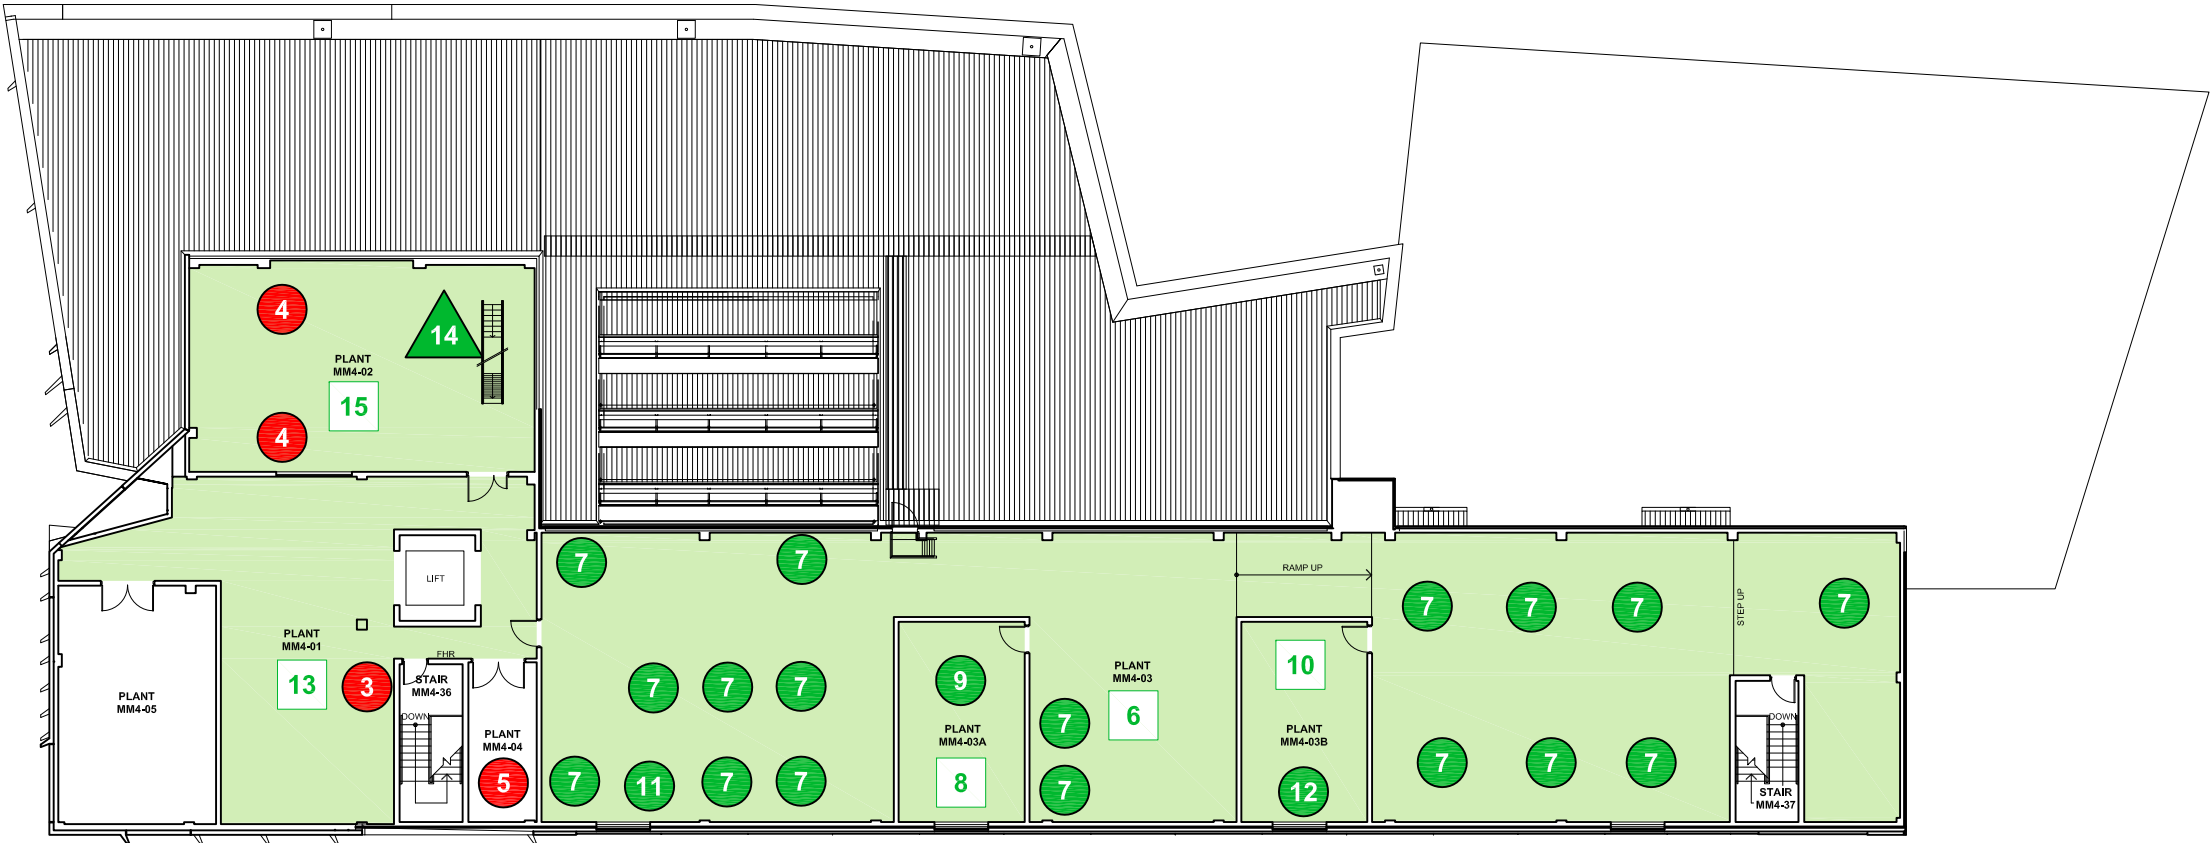 4
14
PLANT
MM4-02
15
4
LIFT
PLANT
MM4-01
13
3
FHR
STAIR
MM4-36
DOWN
PLANT
MM4-05
PLANT
MM4-04
5
7
7
7
7
7
7
11
7
7
9
PLANT
MM4-03A
8
PLANT
MM4-03
6
7
7
RAMP UP
10
PLANT
MM4-03B
12
7
7
7
7
7
7
STEP UP
7
DOWN
STAIR
MM4-37